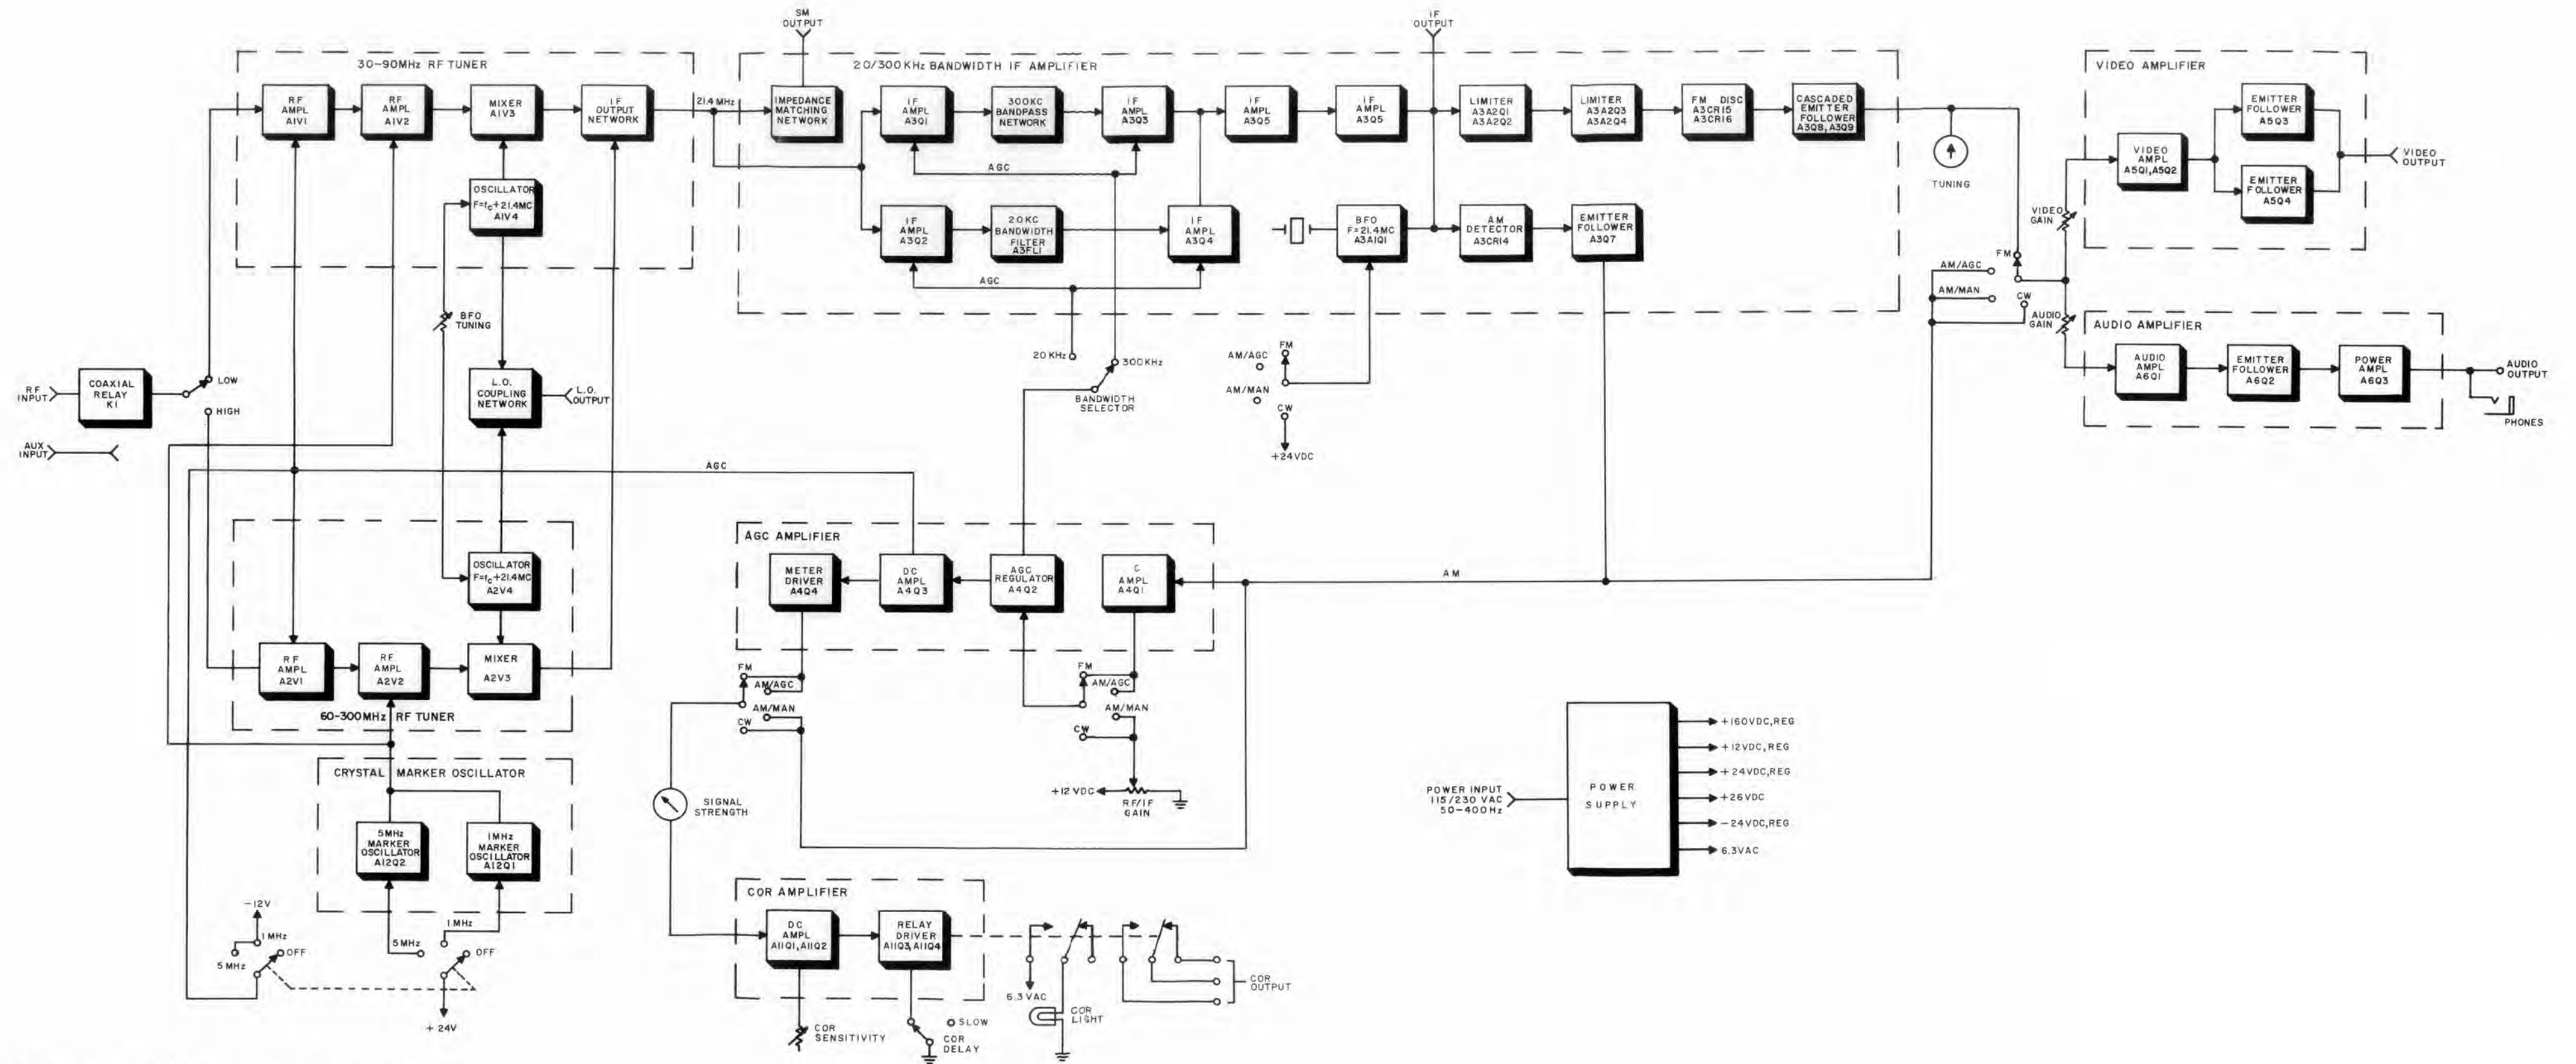 SM
OUTPUT
IF
OUTPUT
30-90MHz RF TUNER
RF
AMPL
A1V1
RF
AMPL
A1V2
MIXER
A1V3
IF
OUTPUT
NETWORK
OSCILLATOR
F=fc+21.4MC
A1V4
BFO
TUNING
21.4 MHz
20/300KHz BANDWIDTH IF AMPLIFIER
IMPEDANCE
MATCHING
NETWORK
IF
AMPL
A3Q1
300KC
BANDPASS
NETWORK
IF
AMPL
A3Q3
IF
AMPL
A3Q5
IF
AMPL
A3Q5
LIMITER
A3A2Q1
A3A2Q2
LIMITER
A3A2Q3
A3A2Q4
FM DISC
A3CR15
A3CR16
CASCADED
EMITTER
FOLLOWER
A3Q8, A3Q9
AGC
IF
AMPL
A3Q2
20KC
BANDWIDTH
FILTER
A3FL1
IF
AMPL
A3Q4
BFO
F=21.4MC
A3A1Q1
AM
DETECTOR
A3CR14
EMITTER
FOLLOWER
A3Q7
AGC
TUNING
VIDEO AMPLIFIER
VIDEO
AMPL
A5Q1,A5Q2
EMITTER
FOLLOWER
A5Q3
EMITTER
FOLLOWER
A5Q4
VIDEO
OUTPUT
VIDEO
GAIN
FM
AM/AGC
AM/MAN.
CW
AUDIO
GAIN
AUDIO AMPLIFIER
AUDIO
AMPL
A6Q1
EMITTER
FOLLOWER
A6Q2
POWER
AMPL
A6Q3
AUDIO
OUTPUT
PHONES
RF
INPUT
COAXIAL
RELAY
K1
LOW
HIGH
AUX
INPUT
L.O.
COUPLING
NETWORK
L.O.
OUTPUT
20 KHz
300KHz
BANDWIDTH
SELECTOR
FM
AM/AGC
AM/MAN
CW
+24VDC
AGC
OSCILLATOR
F=fc+21.4MC
A2V4
RF
AMPL
A2V1
RF
AMPL
A2V2
MIXER
A2V3
60-300MHz RF TUNER
AGC AMPLIFIER
METER
DRIVER
A4Q4
DC
AMPL
A4Q3
AGC
REGULATOR
A4Q2
C
AMPL
A4Q1
AM
FM
AM/AGC
AM/MAN
CW
FM
AM/AGC
AM/MAN
CW
+12 VDC
RF/IF
GAIN
SIGNAL
STRENGTH
CRYSTAL MARKER OSCILLATOR
5MHz
MARKER
OSCILLATOR
A12Q2
1MHz
MARKER
OSCILLATOR
A12Q1
-12V
1 MHz
OFF
5 MHz
1 MHz
5MHz
OFF
+ 24V
COR AMPLIFIER
DC
AMPL
A11Q1, A11Q2
RELAY
DRIVER
A11Q3, A11Q4
COR
SENSITIVITY
SLOW
COR
DELAY
6.3 VAC
COR
LIGHT
COR
OUTPUT
POWER INPUT
115/230 VAC
50-400Hz
POWER
SUPPLY
+160VDC,REG
+12VDC,REG
+24VDC,REG
+26VDC
-24VDC,REG
6.3VAC